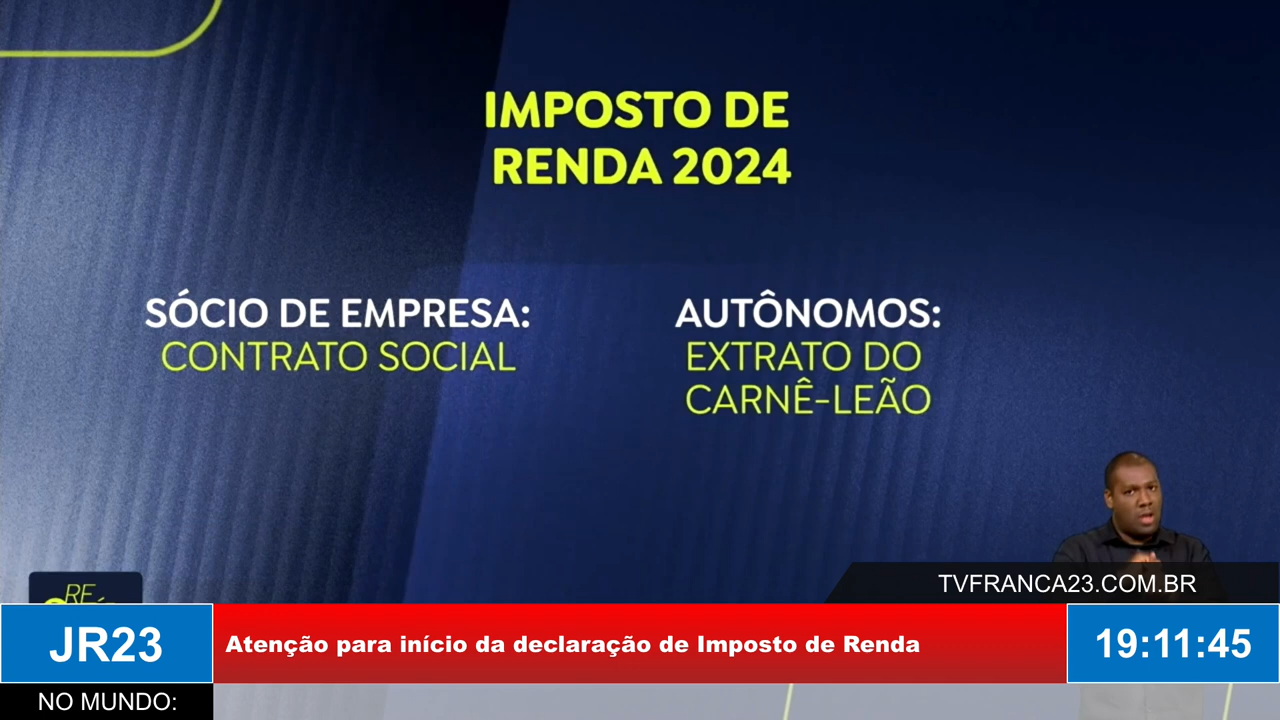 IMPOSTO DE
RENDA 2024
SÓCIO DE EMPRESA:
CONTRATO SOCIAL
AUTÔNOMOS:
EXTRATO DO
CARNÊ-LEÃO
RE
TVFRANCA23.COM.BR
JR23
Atenção para início da declaração de Imposto de Renda
19:11:45
NO MUNDO: